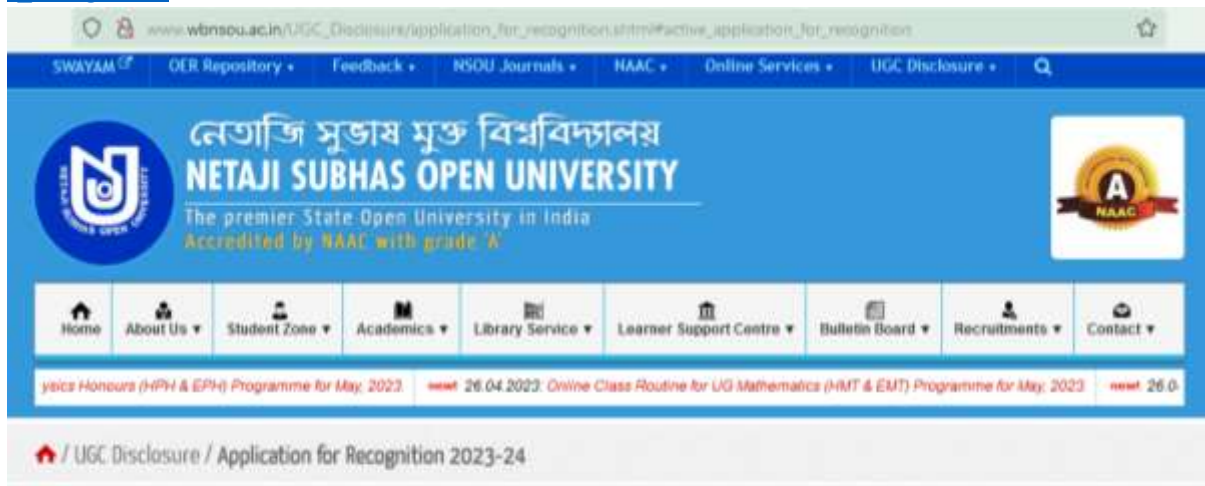 www.wbnsou.ac.in/UGC_Disclosure/application_for_recognition.shtml#active_application_for_recognition
SWAYAM OER Repository Feedback NSOU Journals NAAC Online Services UGC Disclosure
নেতাজি সুভাষ মুক্ত বিশ্ববিদ্যালয়
NETAJI SUBHAS OPEN UNIVERSITY
The premier State Open University in India
Accredited by NAAC with grade 'A'
NETAJI SUBHAS OPEN UNIVERSITY
A
NAAC
Home About Us ▾ Student Zone ▾ Academics ▾ Library Service ▾ Learner Support Centre ▾ Bulletin Board ▾ Recruitments ▾ Contact ▾
ysics Honours (HPH & EPH) Programme for May, 2023. new! 26.04.2023: Online Class Routine for UG Mathematics (HMT & EMT) Programme for May, 2023. new! 26.0
/ UGC Disclosure / Application for Recognition 2023-24